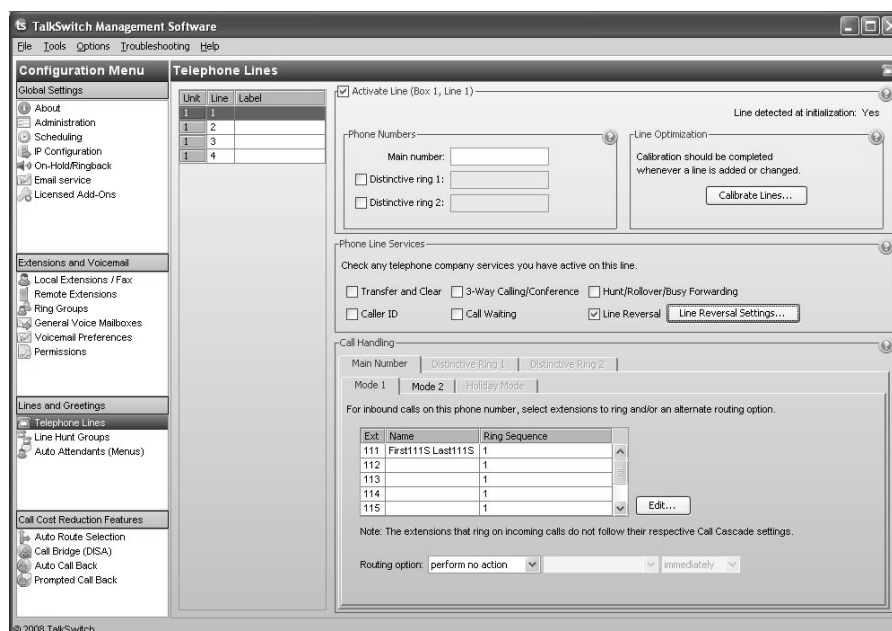 ts TalkSwitch Management Software
File Tools Options Troubleshooting Help
Configuration Menu
Global Settings
About
Administration
Scheduling
IP Configuration
On-Hold/Ringback
Email service
Licensed Add-Ons
Extensions and Voicemail
Local Extensions / Fax
Remote Extensions
Ring Groups
General Voice Mailboxes
Voicemail Preferences
Permissions
Lines and Greetings
Telephone Lines
Line Hunt Groups
Auto Attendants (Menus)
Call Cost Reduction Features
Auto Route Selection
Call Bridge (DISA)
Auto Call Back
Prompted Call Back
© 2008 TalkSwitch
Telephone Lines
Unit Line Label
1 1
1 2
1 3
1 4
Activate Line (Box 1, Line 1)
Line detected at initialization: Yes
Phone Numbers
Main number:
Distinctive ring 1:
Distinctive ring 2:
Line Optimization
Calibration should be completed
whenever a line is added or changed.
Calibrate Lines...
Phone Line Services
Check any telephone company services you have active on this line.
Transfer and Clear 3-Way Calling/Conference Hunt/Rollover/Busy Forwarding
Caller ID Call Waiting Line Reversal Line Reversal Settings...
Call Handling
Main Number Distinctive Ring 1 Distinctive Ring 2
Mode 1 Mode 2 Holiday Mode
For inbound calls on this phone number, select extensions to ring and/or an alternate routing option.
Ext Name Ring Sequence
111 First111S Last111S 1
112 1
113 1
114 1
115 1
Edit...
Note: The extensions that ring on incoming calls do not follow their respective Call Cascade settings.
Routing option: perform no action immediately